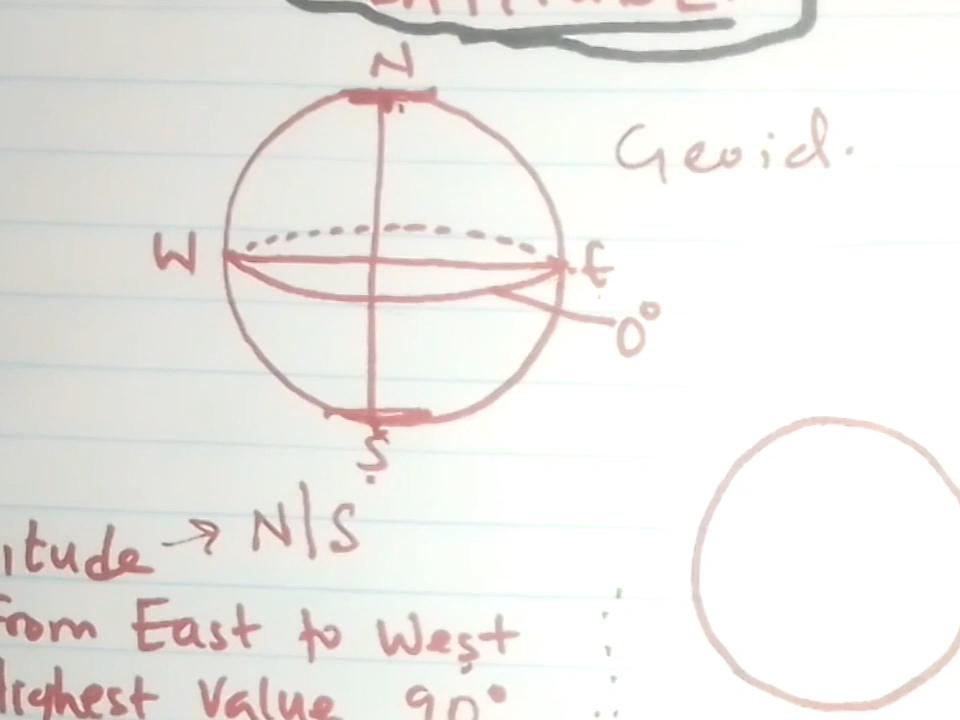 N
Geoid.
W
E
0°
S
itude → N/S
From East to West
Highest Value 90°